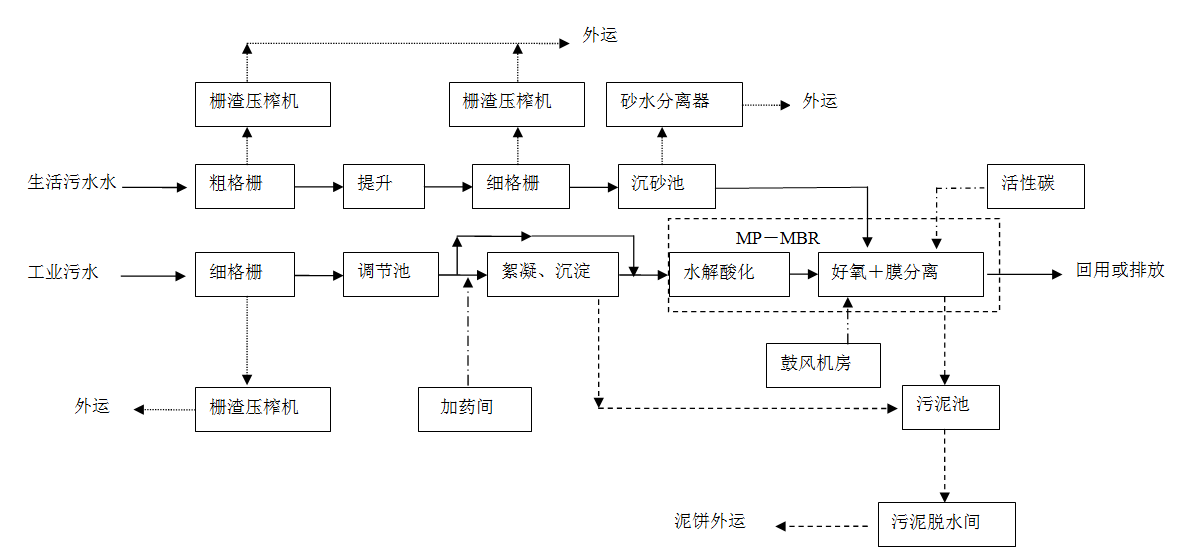 外运
栅渣压榨机
栅渣压榨机
砂水分离器
外运
生活污水水
粗格栅
提升
细格栅
沉砂池
活性碳
MP－MBR
工业污水
细格栅
调节池
絮凝、沉淀
水解酸化
好氧＋膜分离
回用或排放
鼓风机房
外运
栅渣压榨机
加药间
污泥池
泥饼外运
污泥脱水间